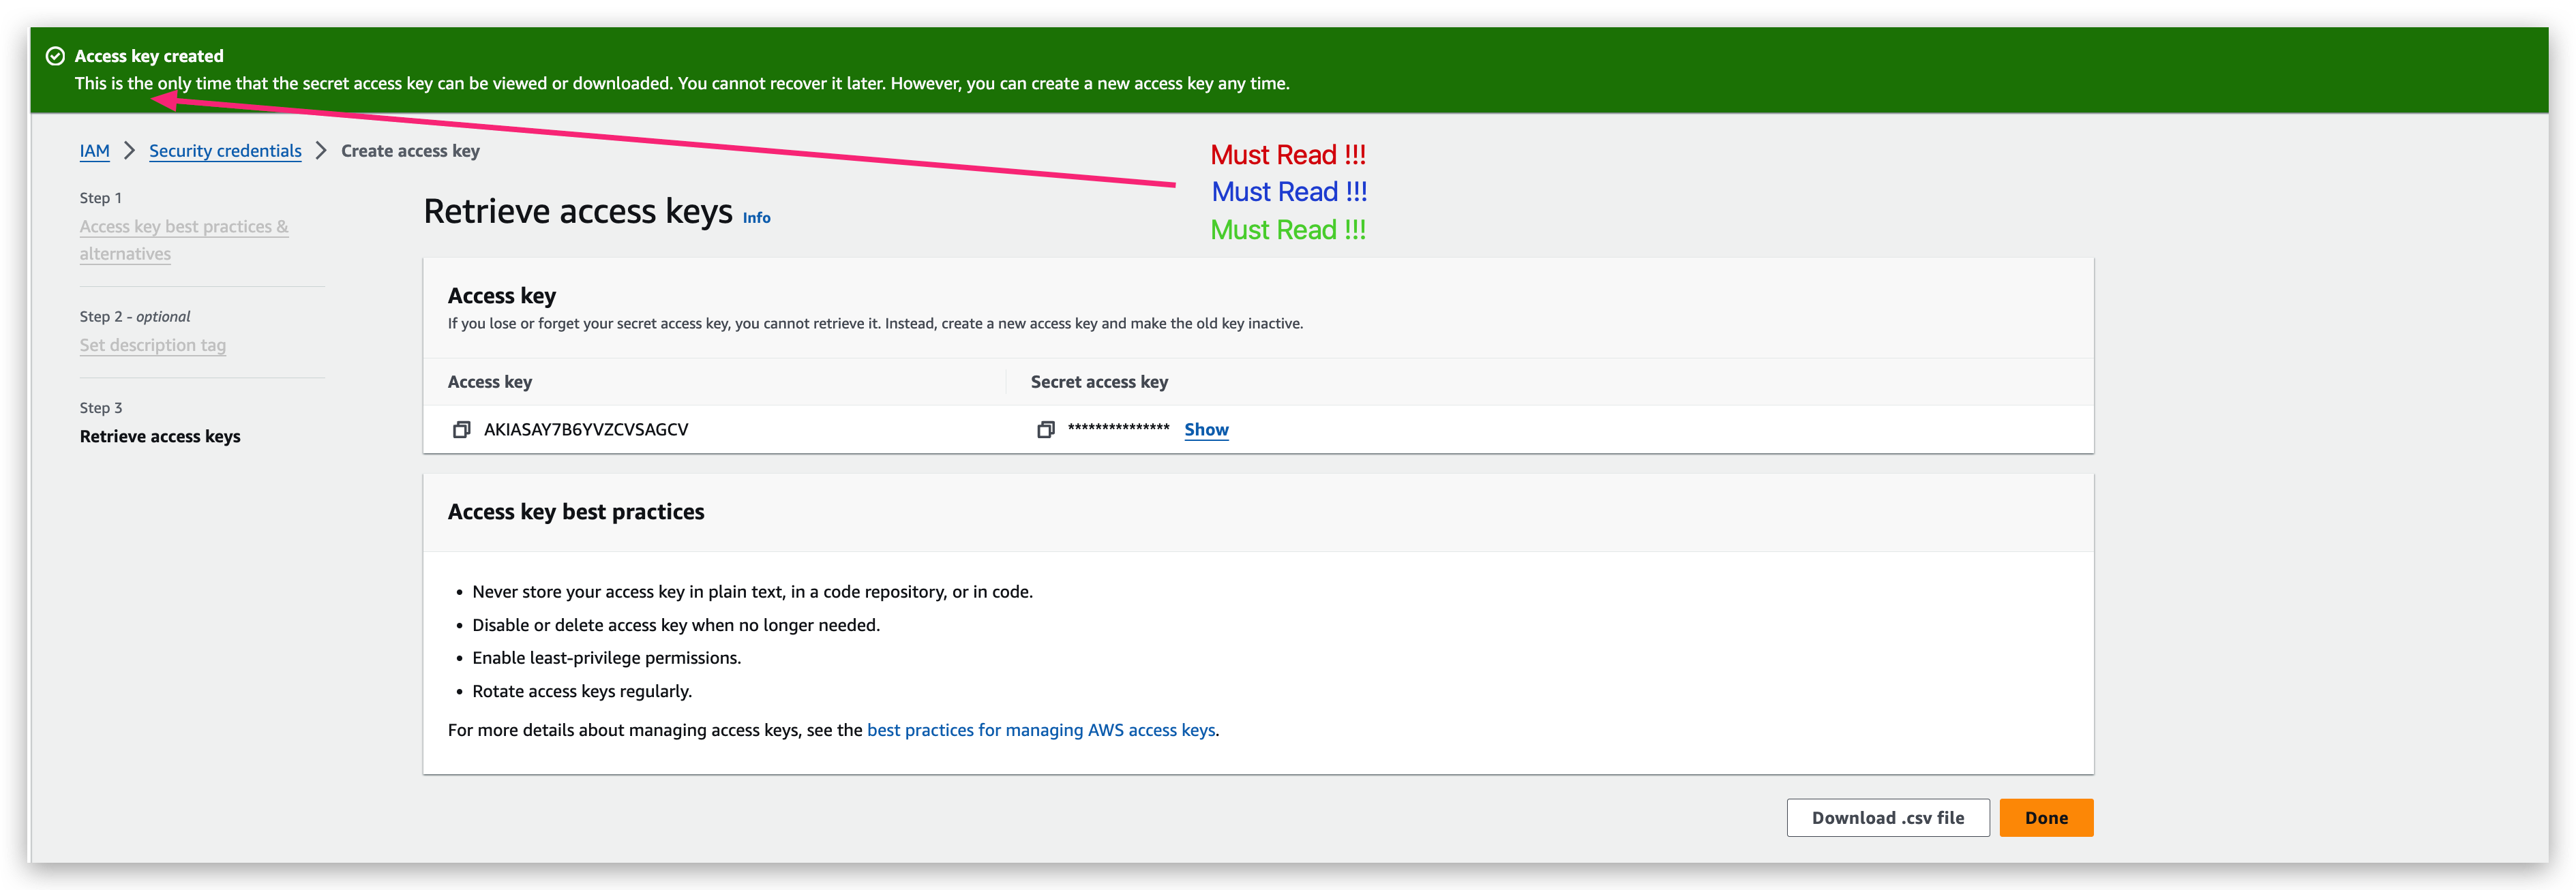 Access key created
This is the only time that the secret access key can be viewed or downloaded. You cannot recover it later. However, you can create a new access key any time.
IAM > Security credentials > Create access key
Must Read !!!
Must Read !!!
Must Read !!!
Step 1
Access key best practices &
alternatives
Step 2 - optional
Set description tag
Step 3
Retrieve access keys
Retrieve access keys Info
Access key
If you lose or forget your secret access key, you cannot retrieve it. Instead, create a new access key and make the old key inactive.
Access key Secret access key
AKIASAY7B6YVZCVSAGCV *************** Show
Access key best practices
• Never store your access key in plain text, in a code repository, or in code.
• Disable or delete access key when no longer needed.
• Enable least-privilege permissions.
• Rotate access keys regularly.
For more details about managing access keys, see the best practices for managing AWS access keys.
Download .csv file Done